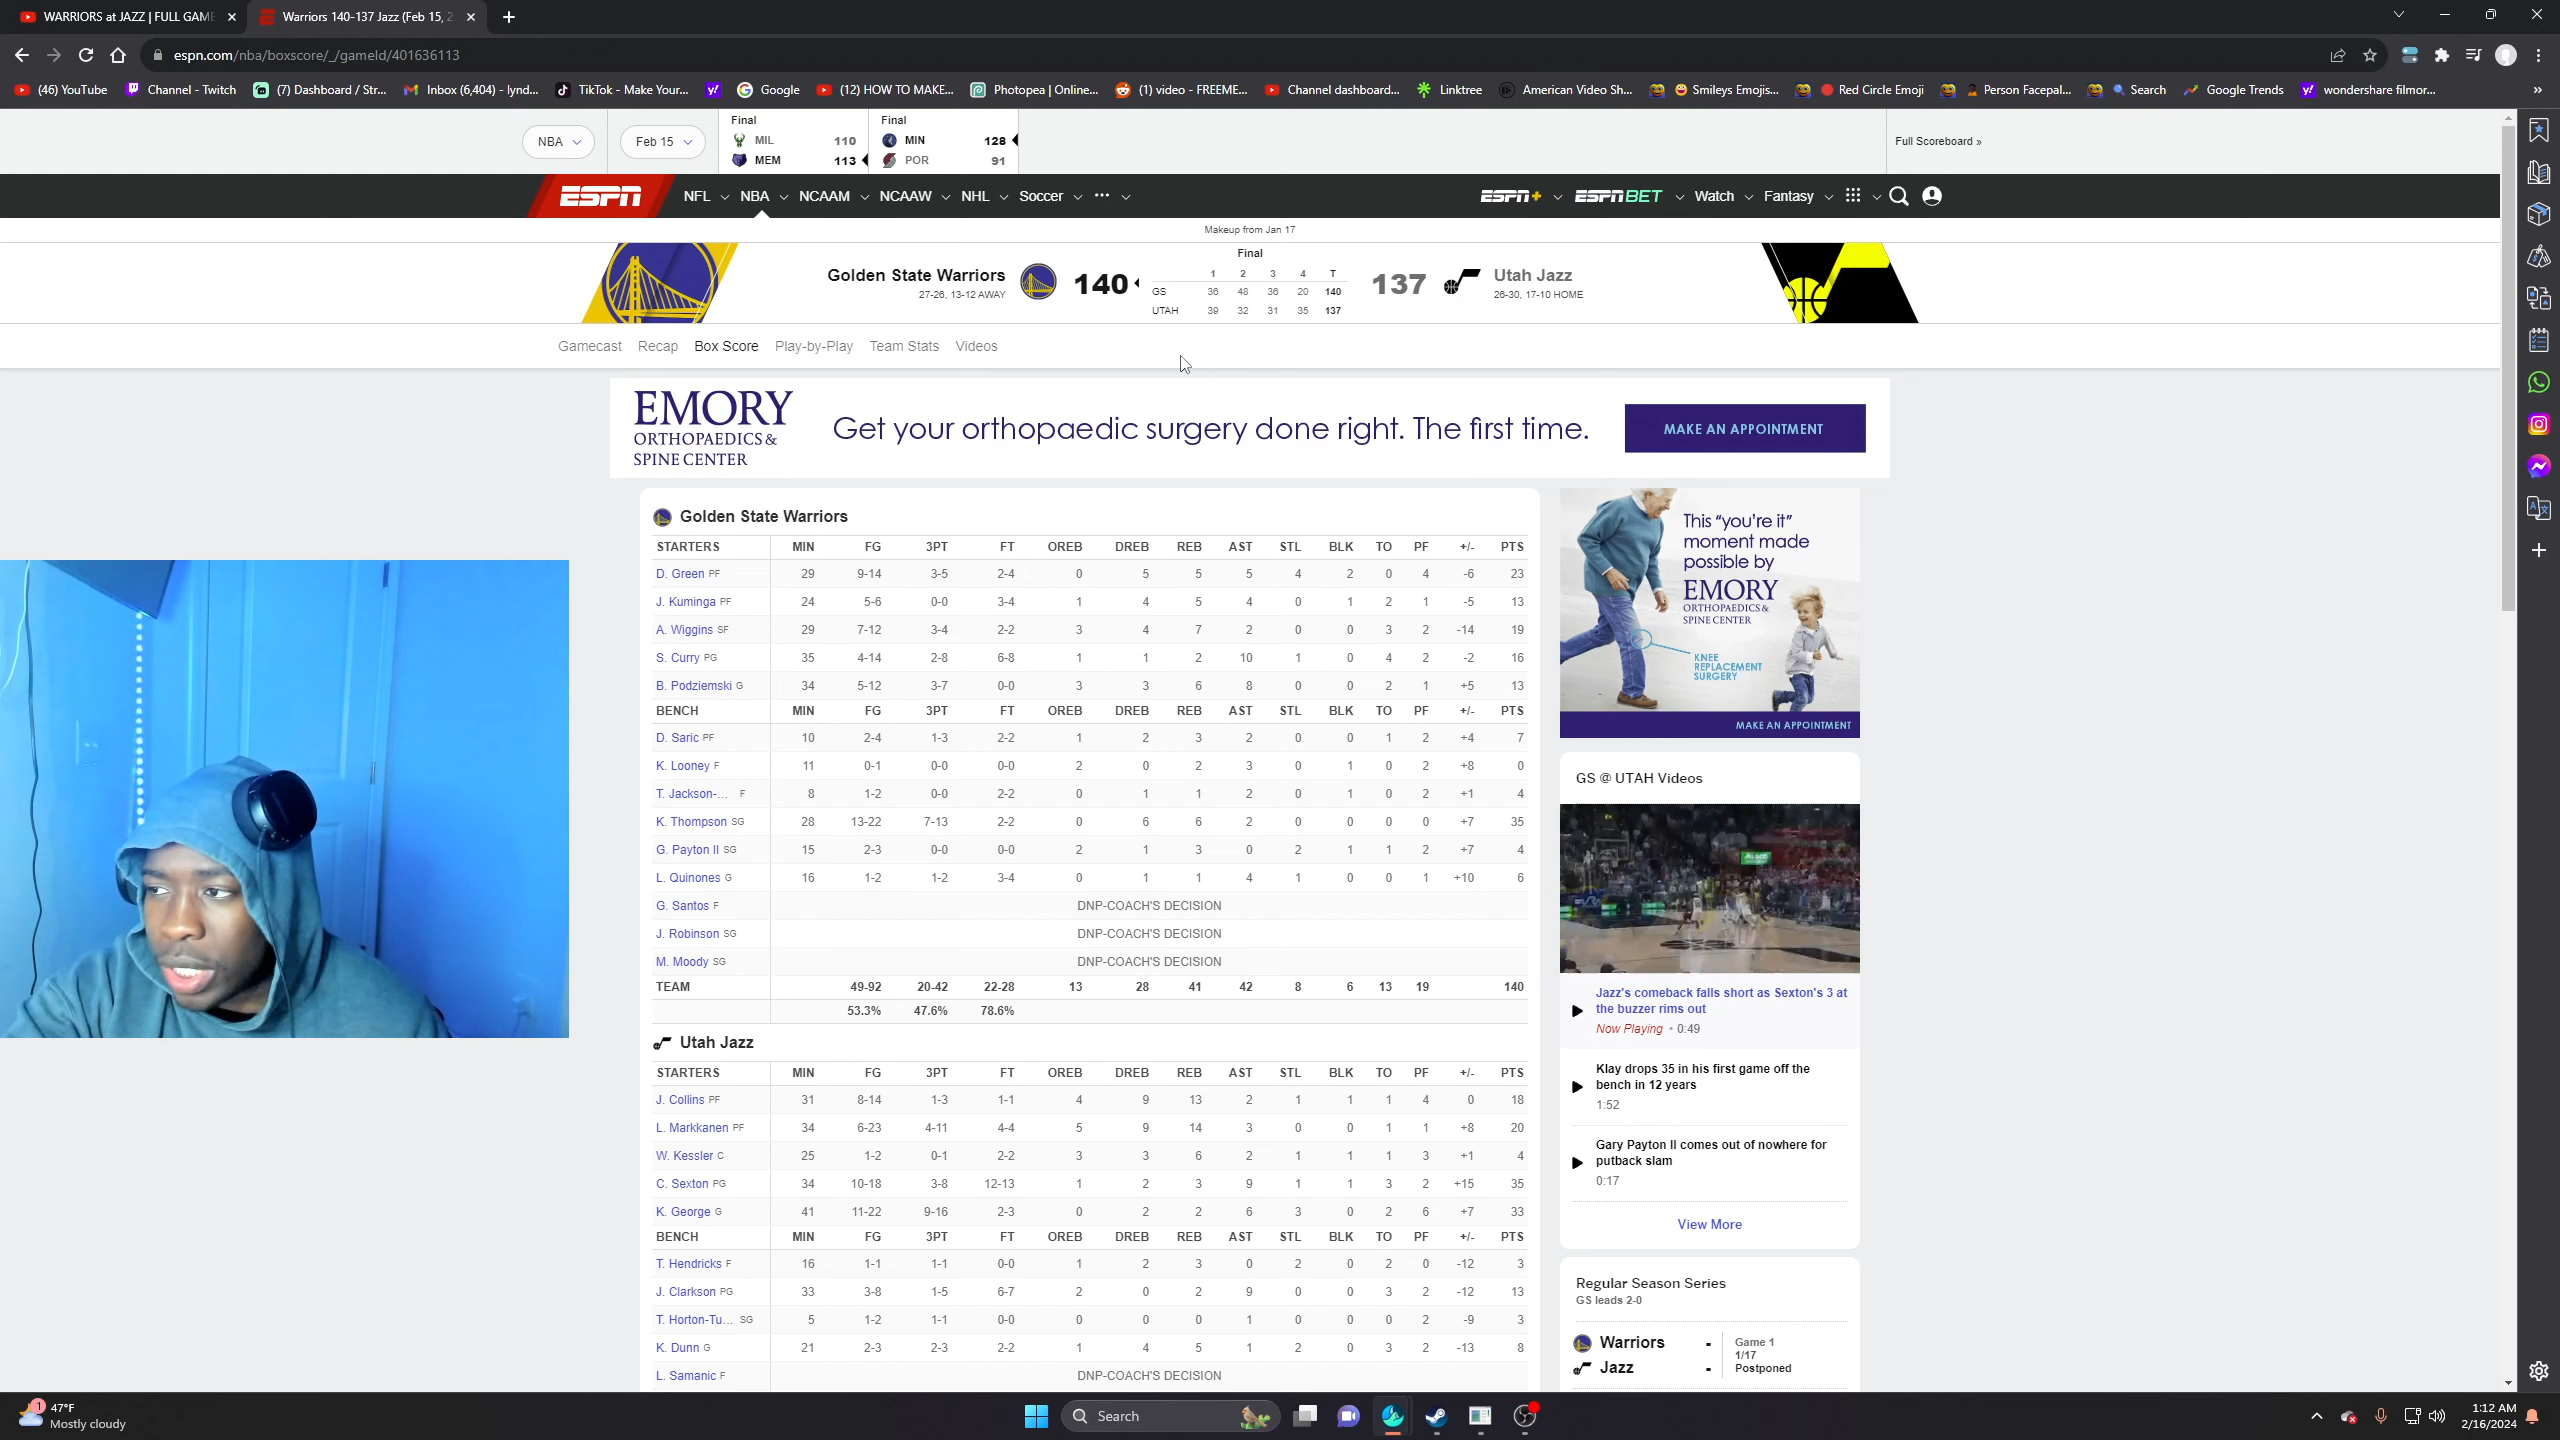 WARRIORS at JAZZ | FULL GAME
Warriors 140-137 Jazz (Feb 15, 2
espn.com/nba/boxscore/_/gameId/401636113
(46) YouTube Channel - Twitch (7) Dashboard / Str... Inbox (6,404) - lynd... TikTok - Make Your... Google (12) HOW TO MAKE... Photopea | Online... (1) video - FREEME... Channel dashboard... Linktree American Video Sh... Smileys Emojis... Red Circle Emoji Person Facepal... Search Google Trends wondershare filmor... »
NBA Feb 15
Final
MIL 110
MEM 113
Final
MIN 128
POR 91
Full Scoreboard »
ESPN NFL NBA NCAAM NCAAW NHL Soccer ··· ESPN+ ESPN BET Watch Fantasy
Makeup from Jan 17
Golden State Warriors
27-26, 13-12 AWAY
140
Final
1 2 3 4 T
GS 36 48 36 20 140
UTAH 39 32 31 35 137
137
Utah Jazz
26-30, 17-10 HOME
Gamecast Recap Box Score Play-by-Play Team Stats Videos
EMORY
ORTHOPAEDICS &
SPINE CENTER
Get your orthopaedic surgery done right. The first time.
MAKE AN APPOINTMENT
Golden State Warriors
STARTERS MIN FG 3PT FT OREB DREB REB AST STL BLK TO PF +/- PTS
D. Green PF 29 9-14 3-5 2-4 0 5 5 5 4 2 0 4 -6 23
J. Kuminga PF 24 5-6 0-0 3-4 1 4 5 4 0 1 2 1 -5 13
A. Wiggins SF 29 7-12 3-4 2-2 3 4 7 2 0 0 3 2 -14 19
S. Curry PG 35 4-14 2-8 6-8 1 1 2 10 1 0 4 2 -2 16
B. Podziemski G 34 5-12 3-7 0-0 3 3 6 8 0 0 2 1 +5 13
BENCH MIN FG 3PT FT OREB DREB REB AST STL BLK TO PF +/- PTS
D. Saric PF 10 2-4 1-3 2-2 1 2 3 2 0 0 1 2 +4 7
K. Looney F 11 0-1 0-0 0-0 2 0 2 3 0 1 0 2 +8 0
T. Jackson-... F 8 1-2 0-0 2-2 0 1 1 2 0 1 0 2 +1 4
K. Thompson SG 28 13-22 7-13 2-2 0 6 6 2 0 0 0 0 +7 35
G. Payton II SG 15 2-3 0-0 0-0 2 1 3 0 2 1 1 2 +7 4
L. Quinones G 16 1-2 1-2 3-4 0 1 1 4 1 0 0 1 +10 6
G. Santos F DNP-COACH'S DECISION
J. Robinson SG DNP-COACH'S DECISION
M. Moody SG DNP-COACH'S DECISION
TEAM 49-92 20-42 22-28 13 28 41 42 8 6 13 19 140
53.3% 47.6% 78.6%
Utah Jazz
STARTERS MIN FG 3PT FT OREB DREB REB AST STL BLK TO PF +/- PTS
J. Collins PF 31 8-14 1-3 1-1 4 9 13 2 1 1 1 4 0 18
L. Markkanen PF 34 6-23 4-11 4-4 5 9 14 3 0 0 1 1 +8 20
W. Kessler C 25 1-2 0-1 2-2 3 3 6 2 1 1 1 3 +1 4
C. Sexton PG 34 10-18 3-8 12-13 1 2 3 9 1 1 3 2 +15 35
K. George G 41 11-22 9-16 2-3 0 2 2 6 3 0 2 6 +7 33
BENCH MIN FG 3PT FT OREB DREB REB AST STL BLK TO PF +/- PTS
T. Hendricks F 16 1-1 1-1 0-0 1 2 3 0 2 0 2 0 -12 3
J. Clarkson PG 33 3-8 1-5 6-7 2 0 2 9 0 0 3 2 -12 13
T. Horton-Tu... SG 5 1-2 1-1 0-0 0 0 0 1 0 0 0 2 -9 3
K. Dunn G 21 2-3 2-3 2-2 1 4 5 1 2 0 3 2 -13 8
L. Samanic F DNP-COACH'S DECISION
This "you're it"
moment made
possible by
EMORY
ORTHOPAEDICS &
SPINE CENTER
KNEE
REPLACEMENT
SURGERY
MAKE AN APPOINTMENT
GS @ UTAH Videos
Jazz's comeback falls short as Sexton's 3 at
the buzzer rims out
Now Playing • 0:49
Klay drops 35 in his first game off the
bench in 12 years
1:52
Gary Payton II comes out of nowhere for
putback slam
0:17
View More
Regular Season Series
GS leads 2-0
Warriors -
Jazz -
Game 1
1/17
Postponed
1
47°F
Mostly cloudy
Search
1:12 AM
2/16/2024